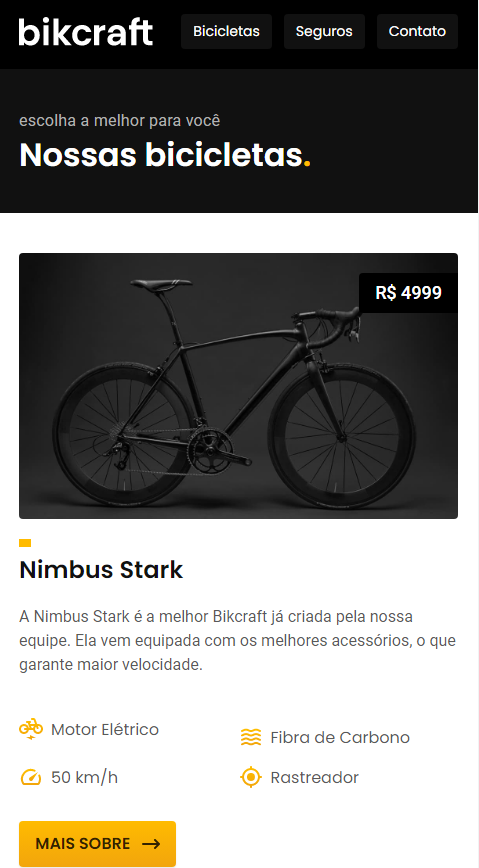 bikcraft
Bicicletas
Seguros
Contato
escolha a melhor para você
Nossas bicicletas.
R$ 4999
Nimbus Stark
A Nimbus Stark é a melhor Bikcraft já criada pela nossa
equipe. Ela vem equipada com os melhores acessórios, o que
garante maior velocidade.
Motor Elétrico
Fibra de Carbono
50 km/h
Rastreador
MAIS SOBRE